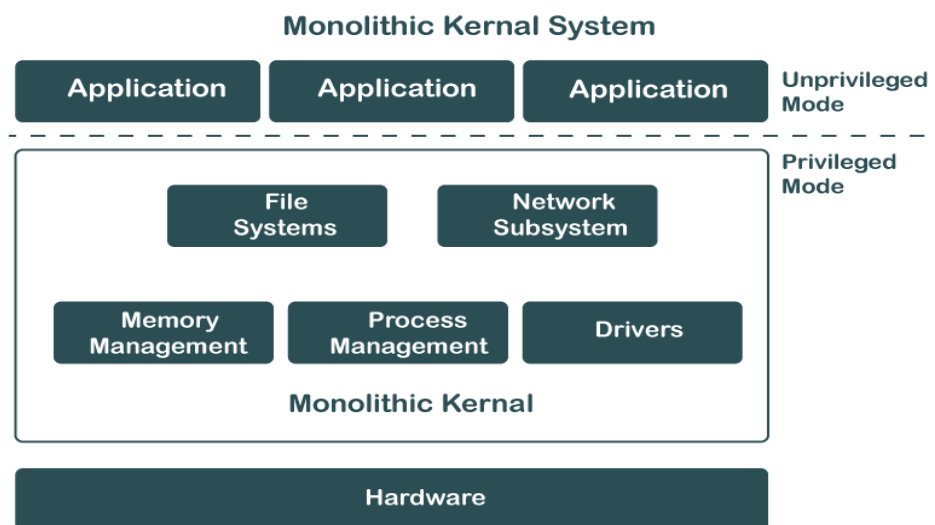 Monolithic Kernal System
Application
Application
Application
Unprivileged
Mode
Privileged
Mode
File
Systems
Network
Subsystem
Memory
Management
Process
Management
Drivers
Monolithic Kernal
Hardware